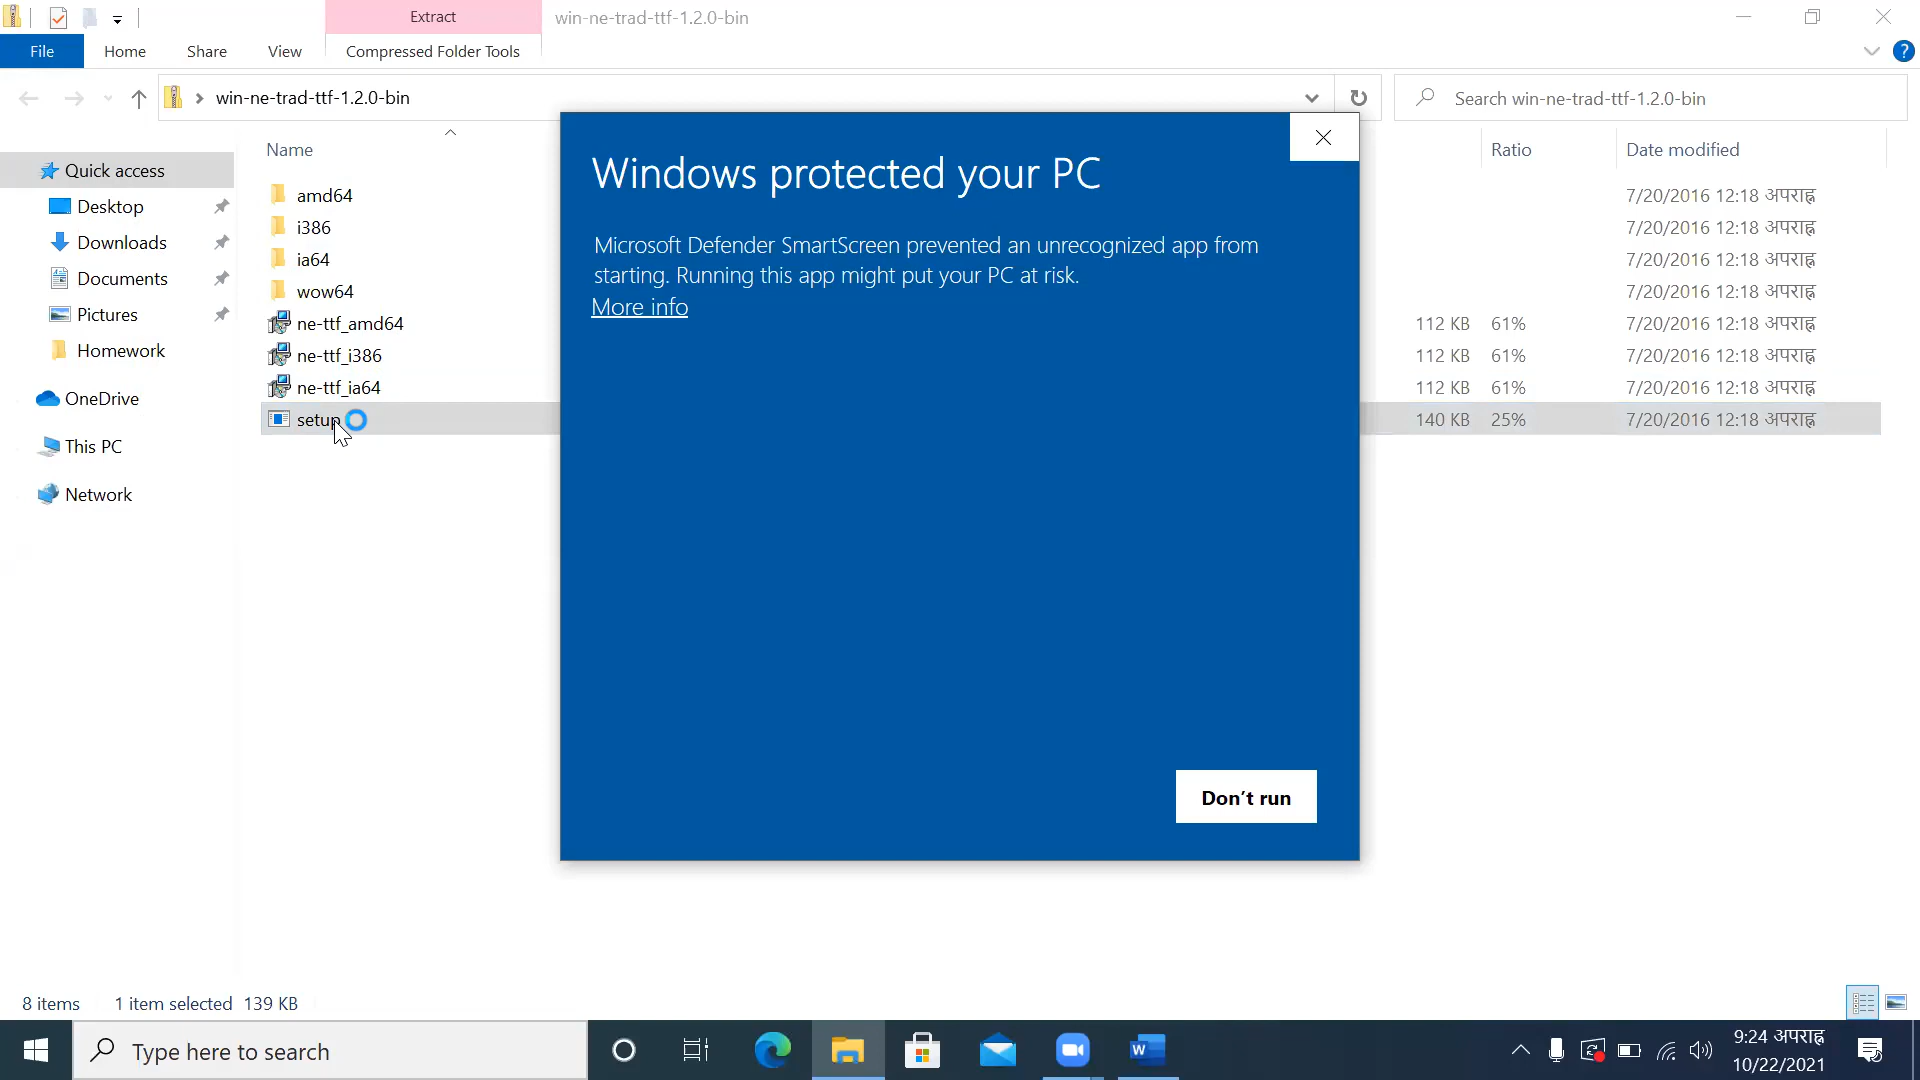 Extract
win-ne-trad-ttf-1.2.0-bin
File
Home
Share
View
Compressed Folder Tools
win-ne-trad-ttf-1.2.0-bin
Search win-ne-trad-ttf-1.2.0-bin
Name
Ratio
Date modified
Quick access
Desktop
Downloads
Documents
Pictures
Homework
OneDrive
This PC
Network
amd64 7/20/2016 12:18 अपराह्न
i386 7/20/2016 12:18 अपराह्न
ia64 7/20/2016 12:18 अपराह्न
wow64 7/20/2016 12:18 अपराह्न
ne-ttf_amd64 112 KB 61% 7/20/2016 12:18 अपराह्न
ne-ttf_i386 112 KB 61% 7/20/2016 12:18 अपराह्न
ne-ttf_ia64 112 KB 61% 7/20/2016 12:18 अपराह्न
setup 140 KB 25% 7/20/2016 12:18 अपराह्न
Windows protected your PC
Microsoft Defender SmartScreen prevented an unrecognized app from
starting. Running this app might put your PC at risk.
More info
Don't run
8 items 1 item selected 139 KB
Type here to search
9:24 अपराह्न
10/22/2021